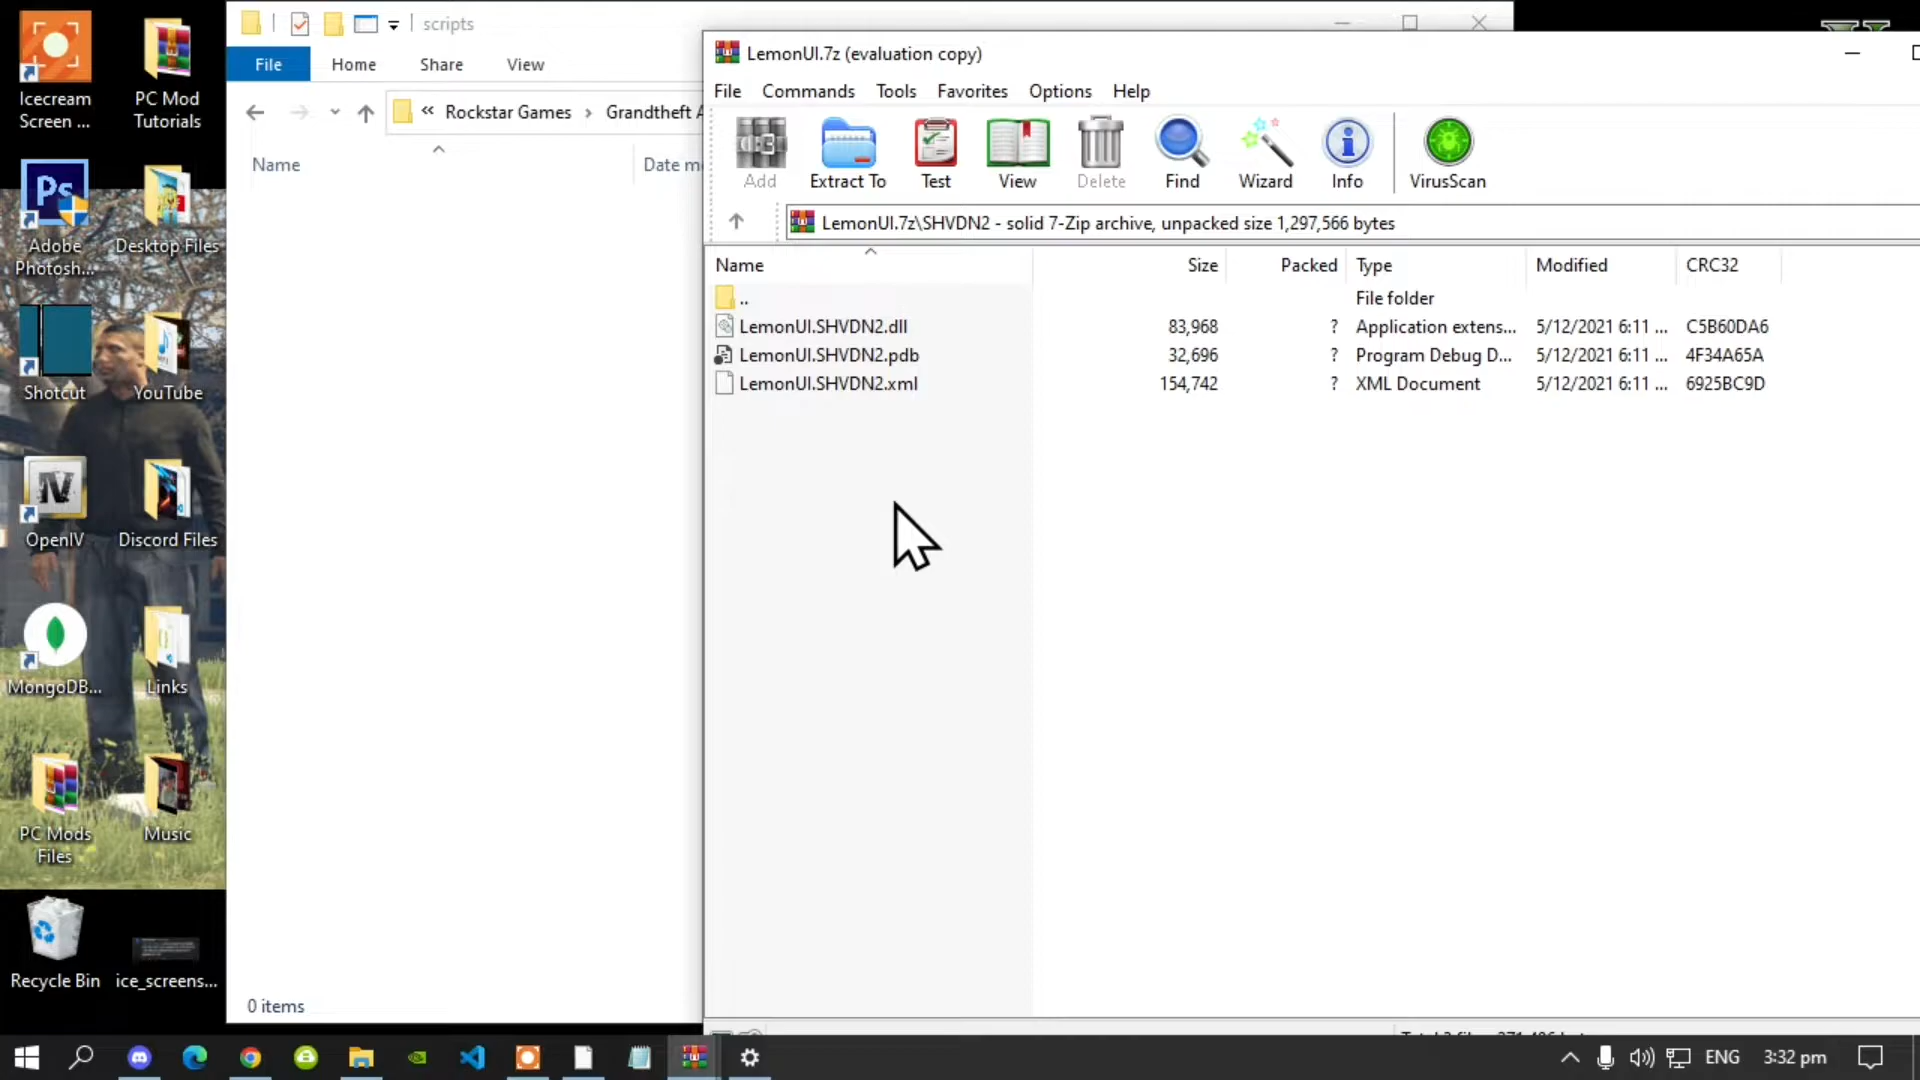 Icecream
Screen ...
PC Mod
Tutorials
Adobe
Photosh...
Desktop Files
Shotcut
YouTube
OpenIV
Discord Files
MongoDB...
Links
PC Mods
Files
Music
Recycle Bin
ice_screens...
scripts
File
Home
Share
View
« Rockstar Games › Grandtheft A
Name
Date m
0 items
LemonUI.7z (evaluation copy)
File Commands Tools Favorites Options Help
Add
Extract To
Test
View
Delete
Find
Wizard
Info
VirusScan
LemonUI.7z\SHVDN2 - solid 7-Zip archive, unpacked size 1,297,566 bytes
Name Size Packed Type Modified CRC32
.. File folder
LemonUI.SHVDN2.dll 83,968 ? Application extens... 5/12/2021 6:11 ... C5B60DA6
LemonUI.SHVDN2.pdb 32,696 ? Program Debug D... 5/12/2021 6:11 ... 4F34A65A
LemonUI.SHVDN2.xml 154,742 ? XML Document 5/12/2021 6:11 ... 6925BC9D
ENG
3:32 pm